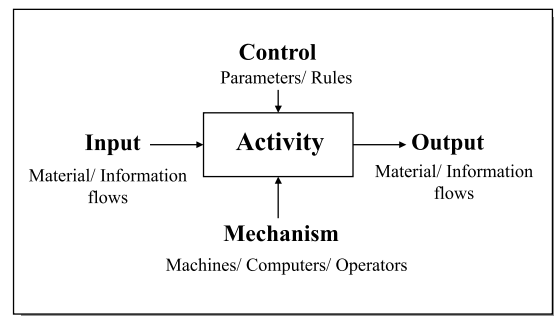 Control
Parameters/ Rules
Input
Activity
Output
Material/ Information
flows
Material/ Information
flows
Mechanism
Machines/ Computers/ Operators